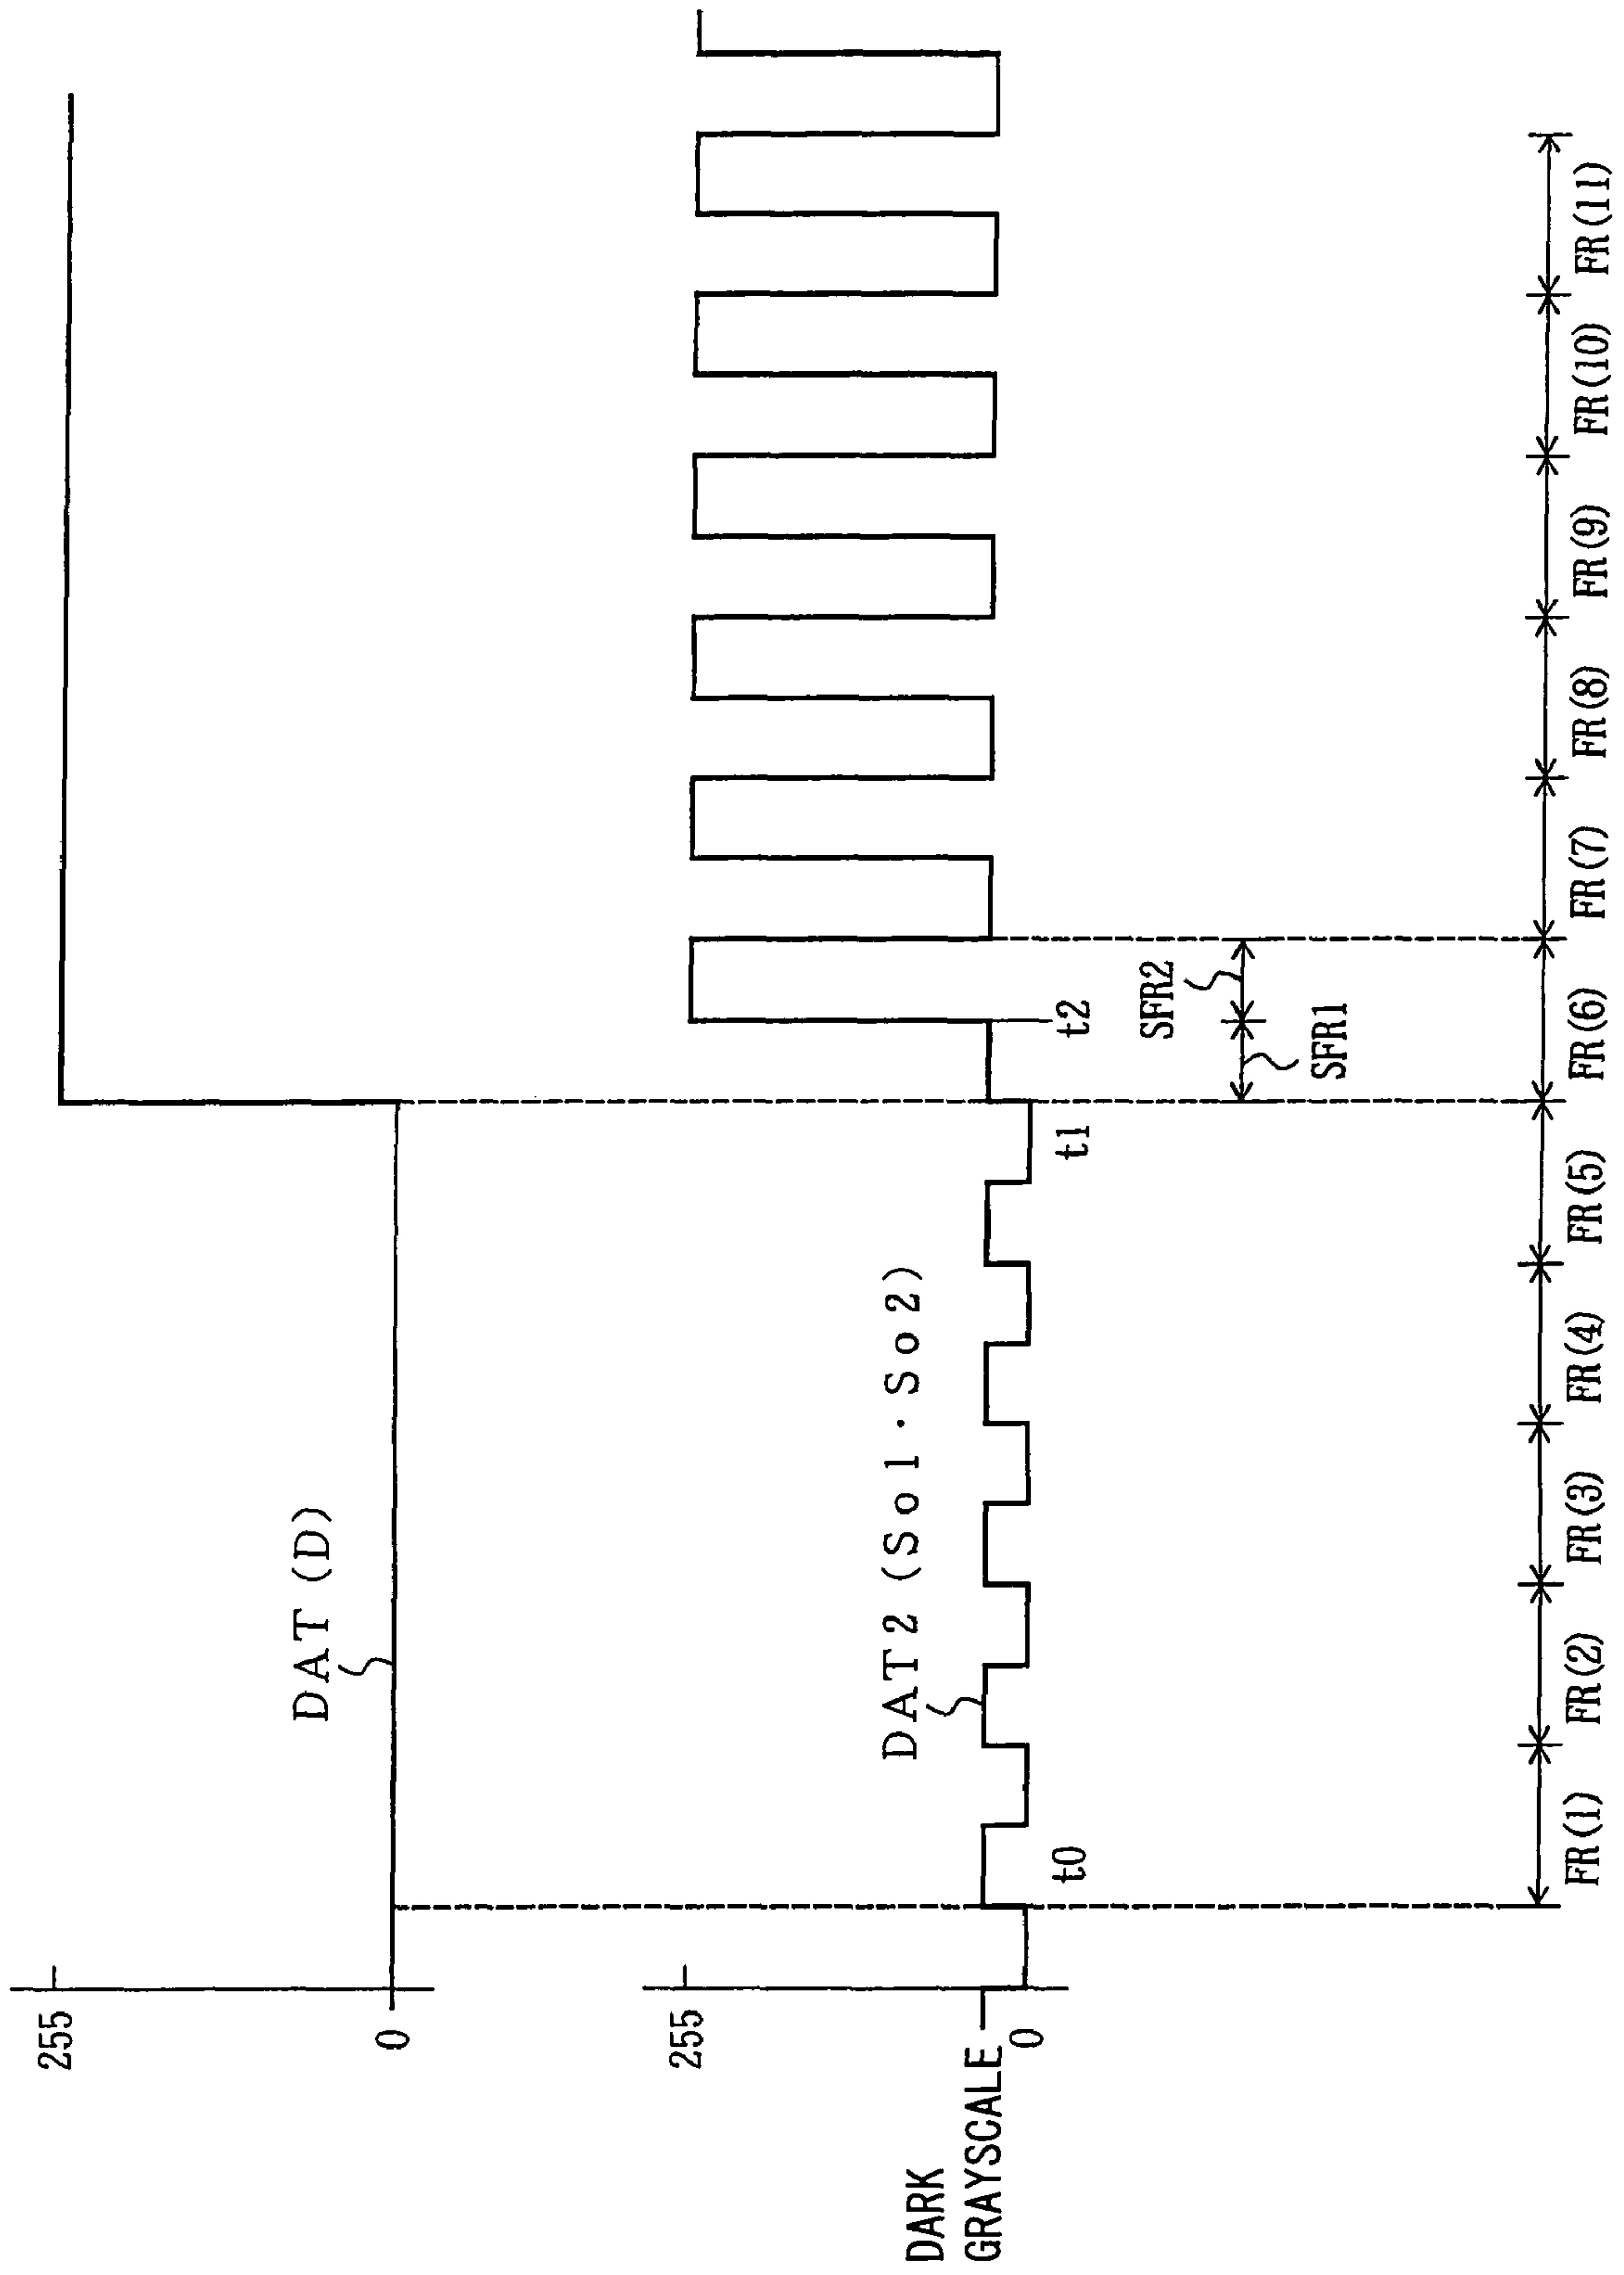 255
0
DAT (D)
255
DARK
GRAYSCALE
0
DAT2 (So1・So2)
t0
t1
t2
SFR1
SFR2
FR(1)
FR(2)
FR(3)
FR(4)
FR(5)
FR(6)
FR(7)
FR(8)
FR(9)
FR(10)
FR(11)